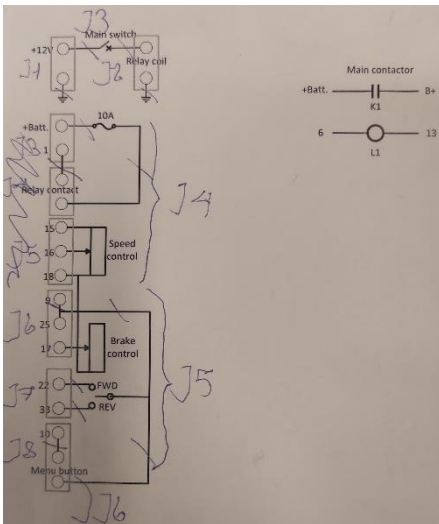 J3
Main switch
+12V
Relay coil
J1
J2
Main contactor
+Batt.
B+
K1
6
13
L1
10A
+Batt.
1
Relay contact
J4
15
16
18
Speed
control
9
25
17
J6
Brake
control
J5
22
33
FWD
REV
J7
10
J8
Menu button
J6